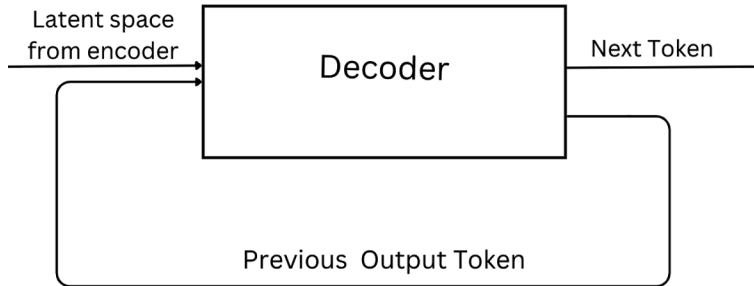 Latent space
from encoder
Decoder
Next Token
Previous Output Token